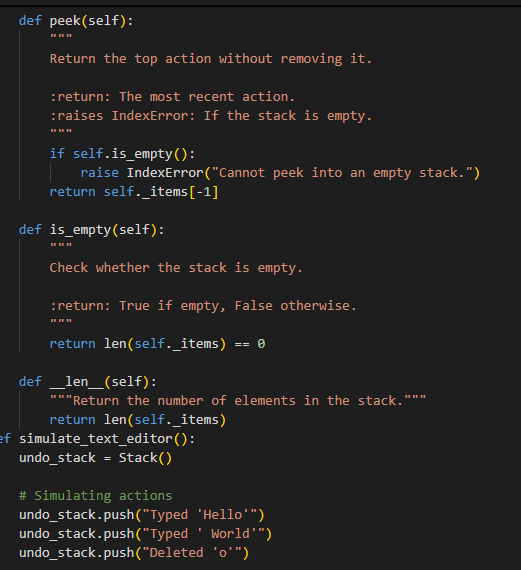 def peek(self):
"""
Return the top action without removing it.
:return: The most recent action.
:raises IndexError: If the stack is empty.
"""
if self.is_empty():
raise IndexError("Cannot peek into an empty stack.")
return self._items[-1]
def is_empty(self):
"""
Check whether the stack is empty.
:return: True if empty, False otherwise.
"""
return len(self._items) == 0
def __len__(self):
"""Return the number of elements in the stack."""
return len(self._items)
ef simulate_text_editor():
undo_stack = Stack()
# Simulating actions
undo_stack.push("Typed 'Hello'")
undo_stack.push("Typed ' World'")
undo_stack.push("Deleted 'o'")